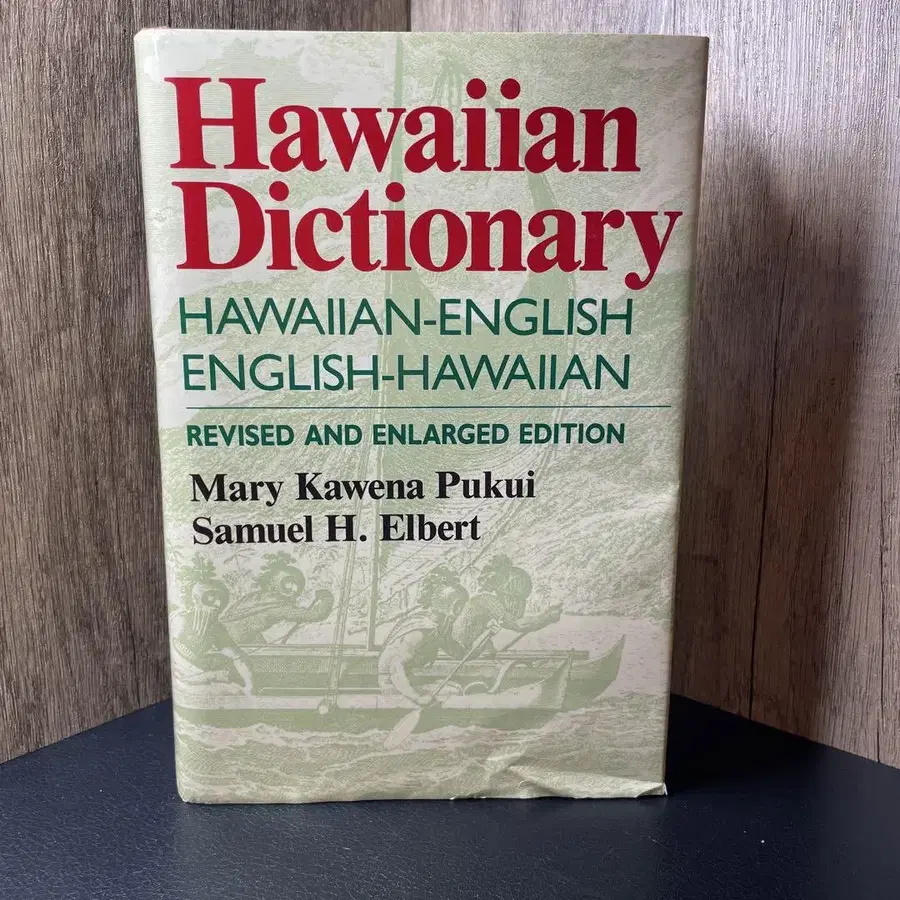 Hawaiian
Dictionary
HAWAIIAN-ENGLISH
ENGLISH-HAWAIIAN
REVISED AND ENLARGED EDITION
Mary Kawena Pukui
Samuel H. Elbert